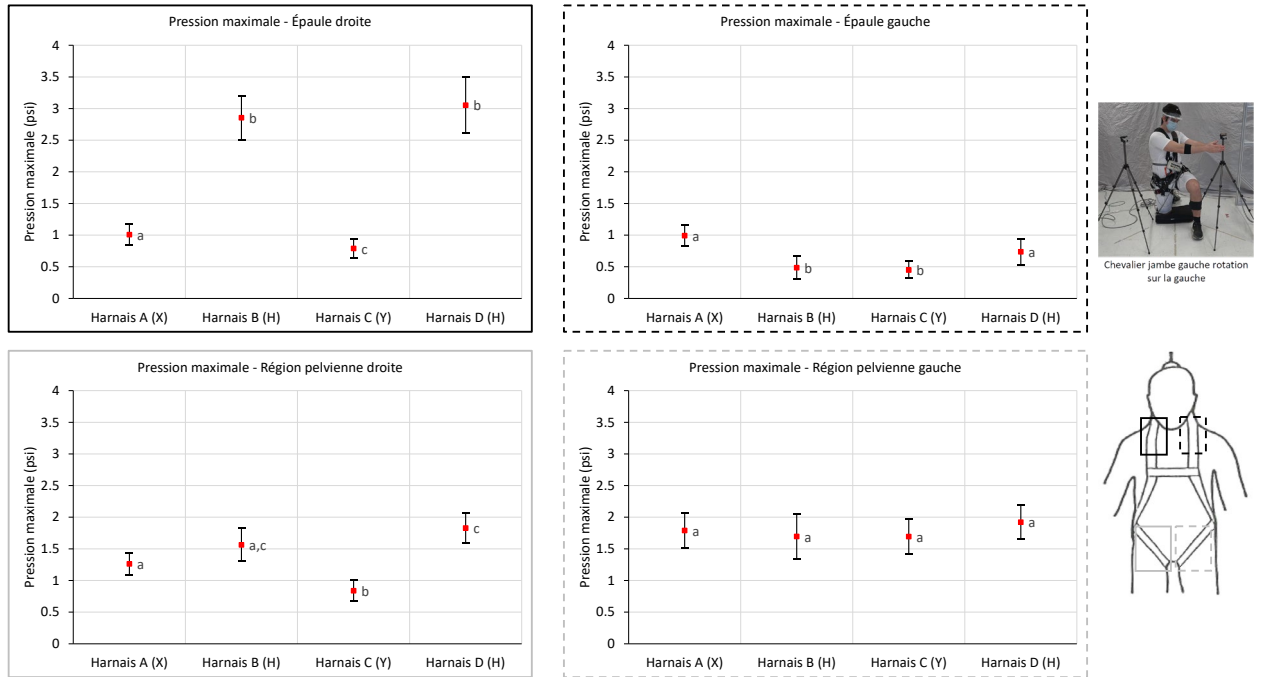 Pression maximale - Épaule droite
Pression maximale (psi)
4
3.5
3
2.5
2
1.5
1
0.5
0
a
b
c
b
Harnais A (X) Harnais B (H) Harnais C (Y) Harnais D (H)
Pression maximale - Épaule gauche
Pression maximale (psi)
4
3.5
3
2.5
2
1.5
1
0.5
0
a
b
b
a
Harnais A (X) Harnais B (H) Harnais C (Y) Harnais D (H)
Chevalier jambe gauche rotation
sur la gauche
Pression maximale - Région pelvienne droite
Pression maximale (psi)
4
3.5
3
2.5
2
1.5
1
0.5
0
a
a,c
b
c
Harnais A (X) Harnais B (H) Harnais C (Y) Harnais D (H)
Pression maximale - Région pelvienne gauche
Pression maximale (psi)
4
3.5
3
2.5
2
1.5
1
0.5
0
a
a
a
a
Harnais A (X) Harnais B (H) Harnais C (Y) Harnais D (H)